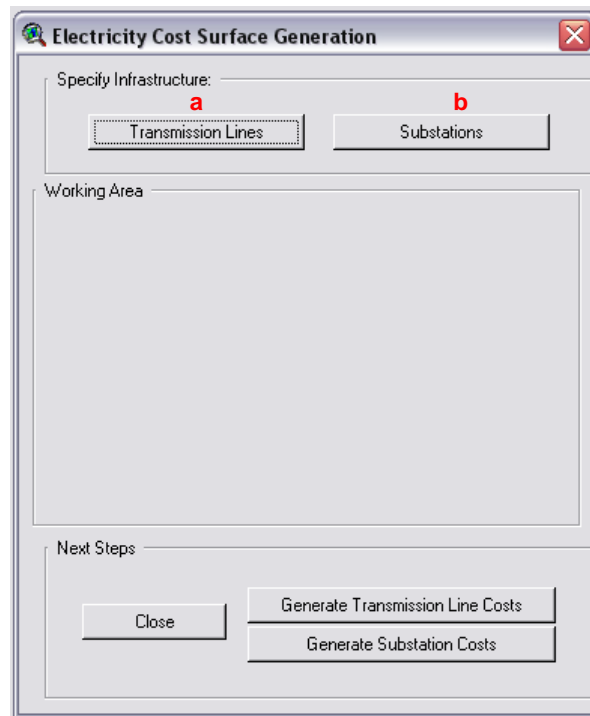 Electricity Cost Surface Generation
Specify Infrastructure:
a b
Transmission Lines Substations
Working Area
Next Steps
Generate Transmission Line Costs
Close
Generate Substation Costs